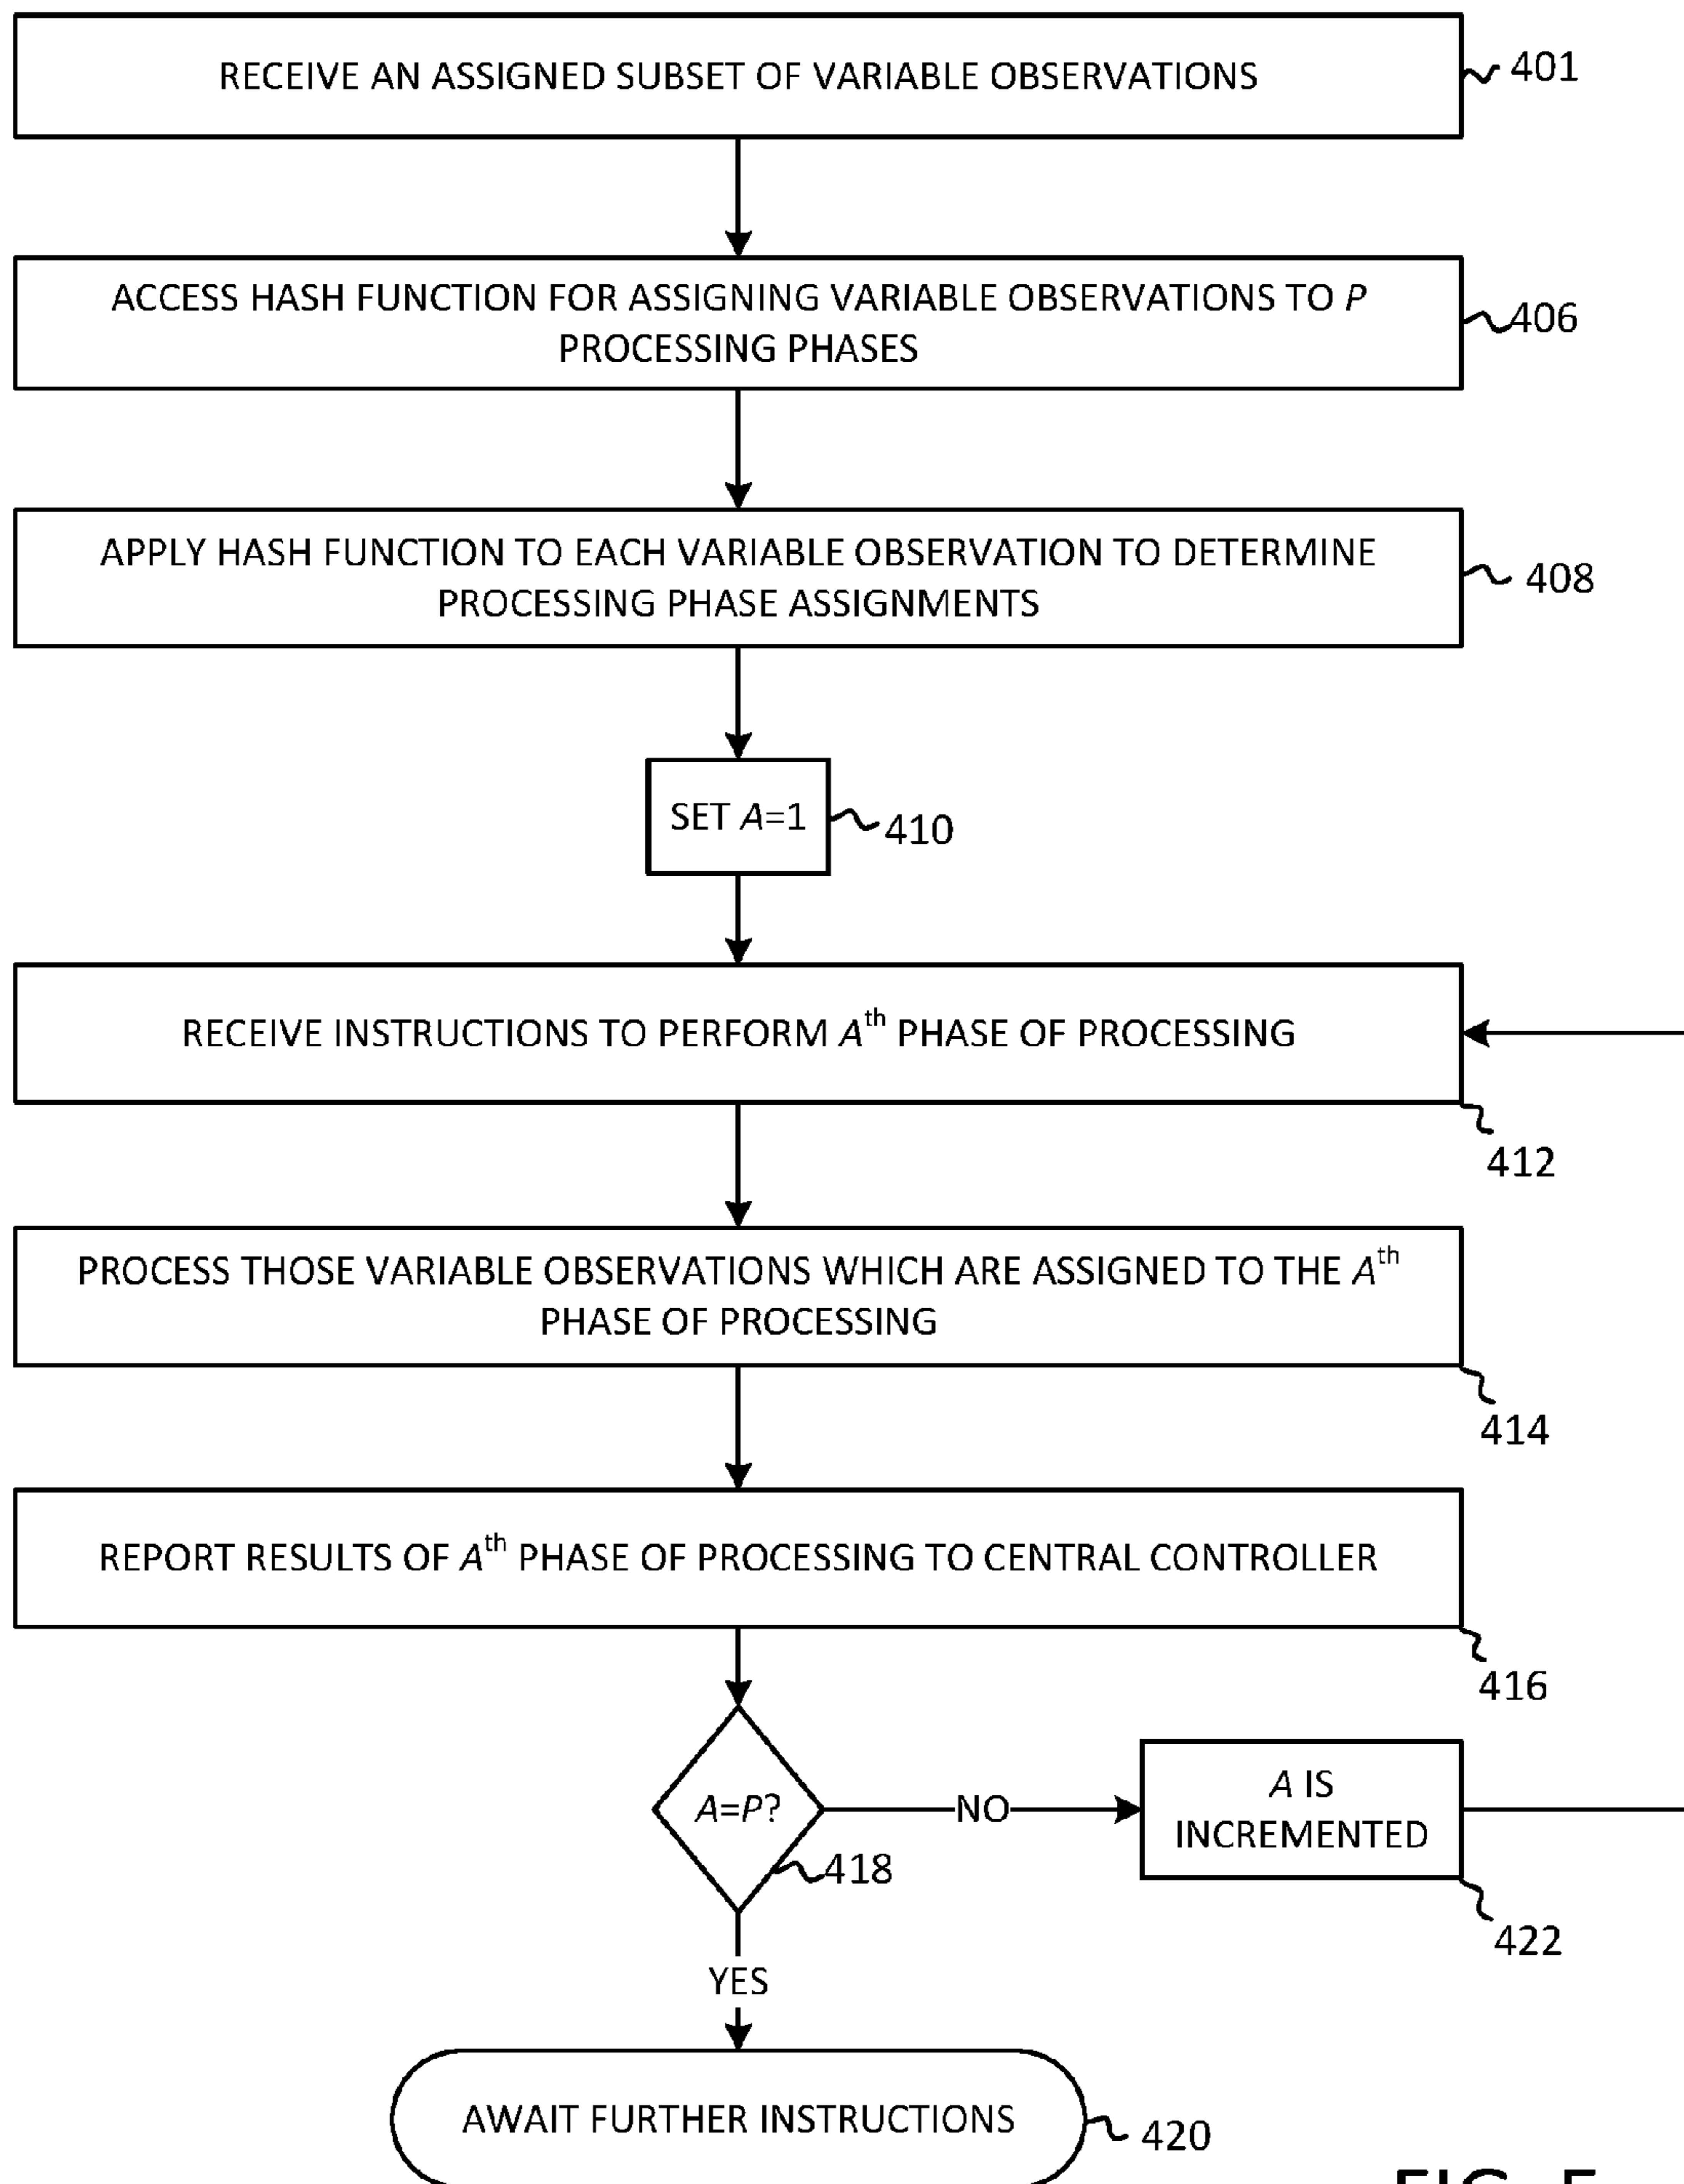 RECEIVE AN ASSIGNED SUBSET OF VARIABLE OBSERVATIONS
401
ACCESS HASH FUNCTION FOR ASSIGNING VARIABLE OBSERVATIONS TO P
PROCESSING PHASES
406
APPLY HASH FUNCTION TO EACH VARIABLE OBSERVATION TO DETERMINE
PROCESSING PHASE ASSIGNMENTS
408
SET A=1
410
RECEIVE INSTRUCTIONS TO PERFORM Ath PHASE OF PROCESSING
412
PROCESS THOSE VARIABLE OBSERVATIONS WHICH ARE ASSIGNED TO THE Ath
PHASE OF PROCESSING
414
REPORT RESULTS OF Ath PHASE OF PROCESSING TO CENTRAL CONTROLLER
416
A=P?
418
NO
A IS
INCREMENTED
422
YES
AWAIT FURTHER INSTRUCTIONS
420